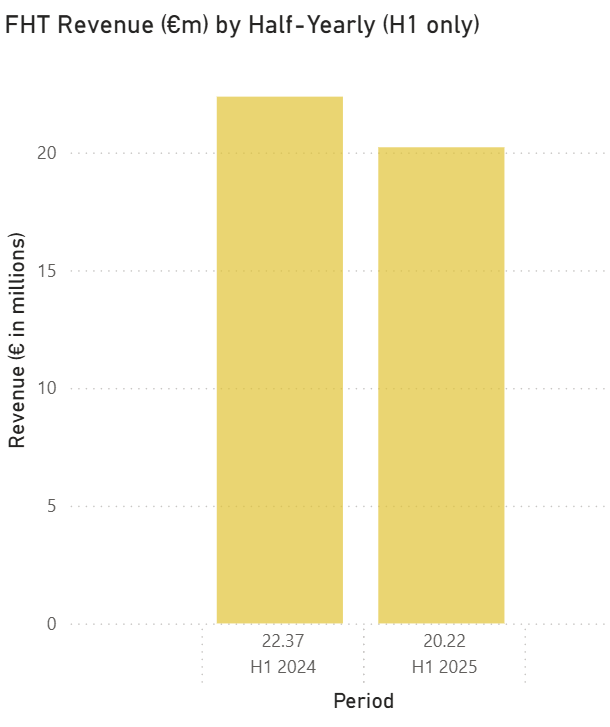 FHT Revenue (€m) by Half-Yearly (H1 only)
Revenue (€ in millions)
20
15
10
5
0
22.37 20.22
H1 2024 H1 2025
Period